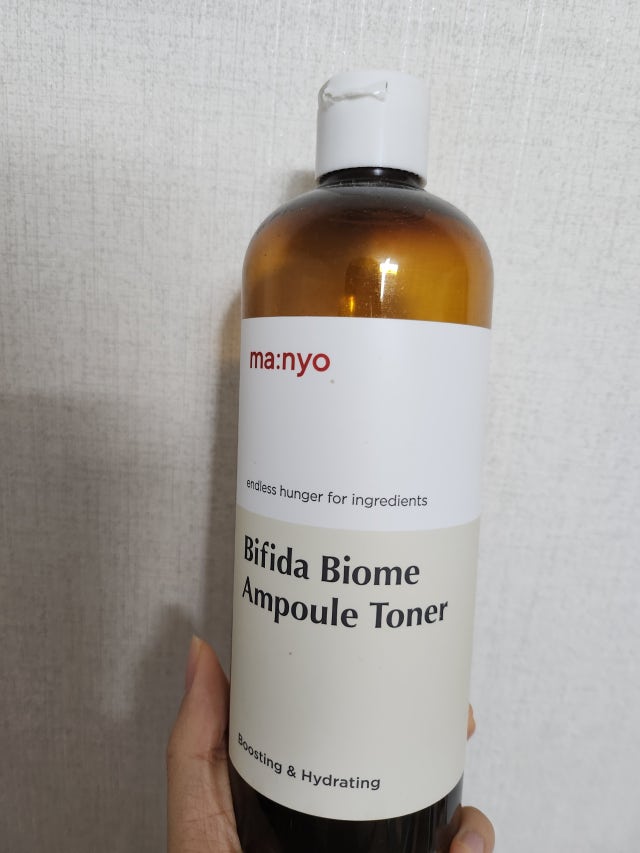 ma:nyo
endless hunger for ingredients
Bifida Biome
Ampoule Toner
Boosting & Hydrating